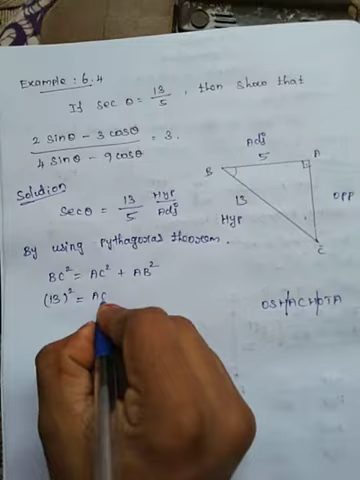 Example : 6.4
If sec θ = 13/5, then show that
2 sinθ - 3 cosθ / 4 sinθ - 9 cosθ = 3.
Adj
5
A
B
13
Hyp
OPP
C
Solution
Sec θ = 13/5 Hyp/Adj
By using pythagoras theorem.
BC² = AC² + AB²
(13)² = AC
OSH/ACH/OTA